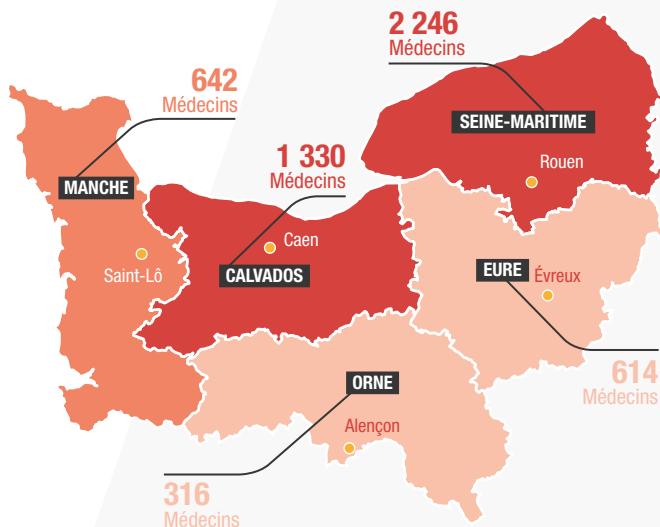 2 246
Médecins
642
Médecins
SEINE-MARITIME
1 330
Médecins
Rouen
MANCHE
Caen
Saint-Lô
CALVADOS
EURE
Évreux
614
Médecins
ORNE
Alençon
316
Médecins